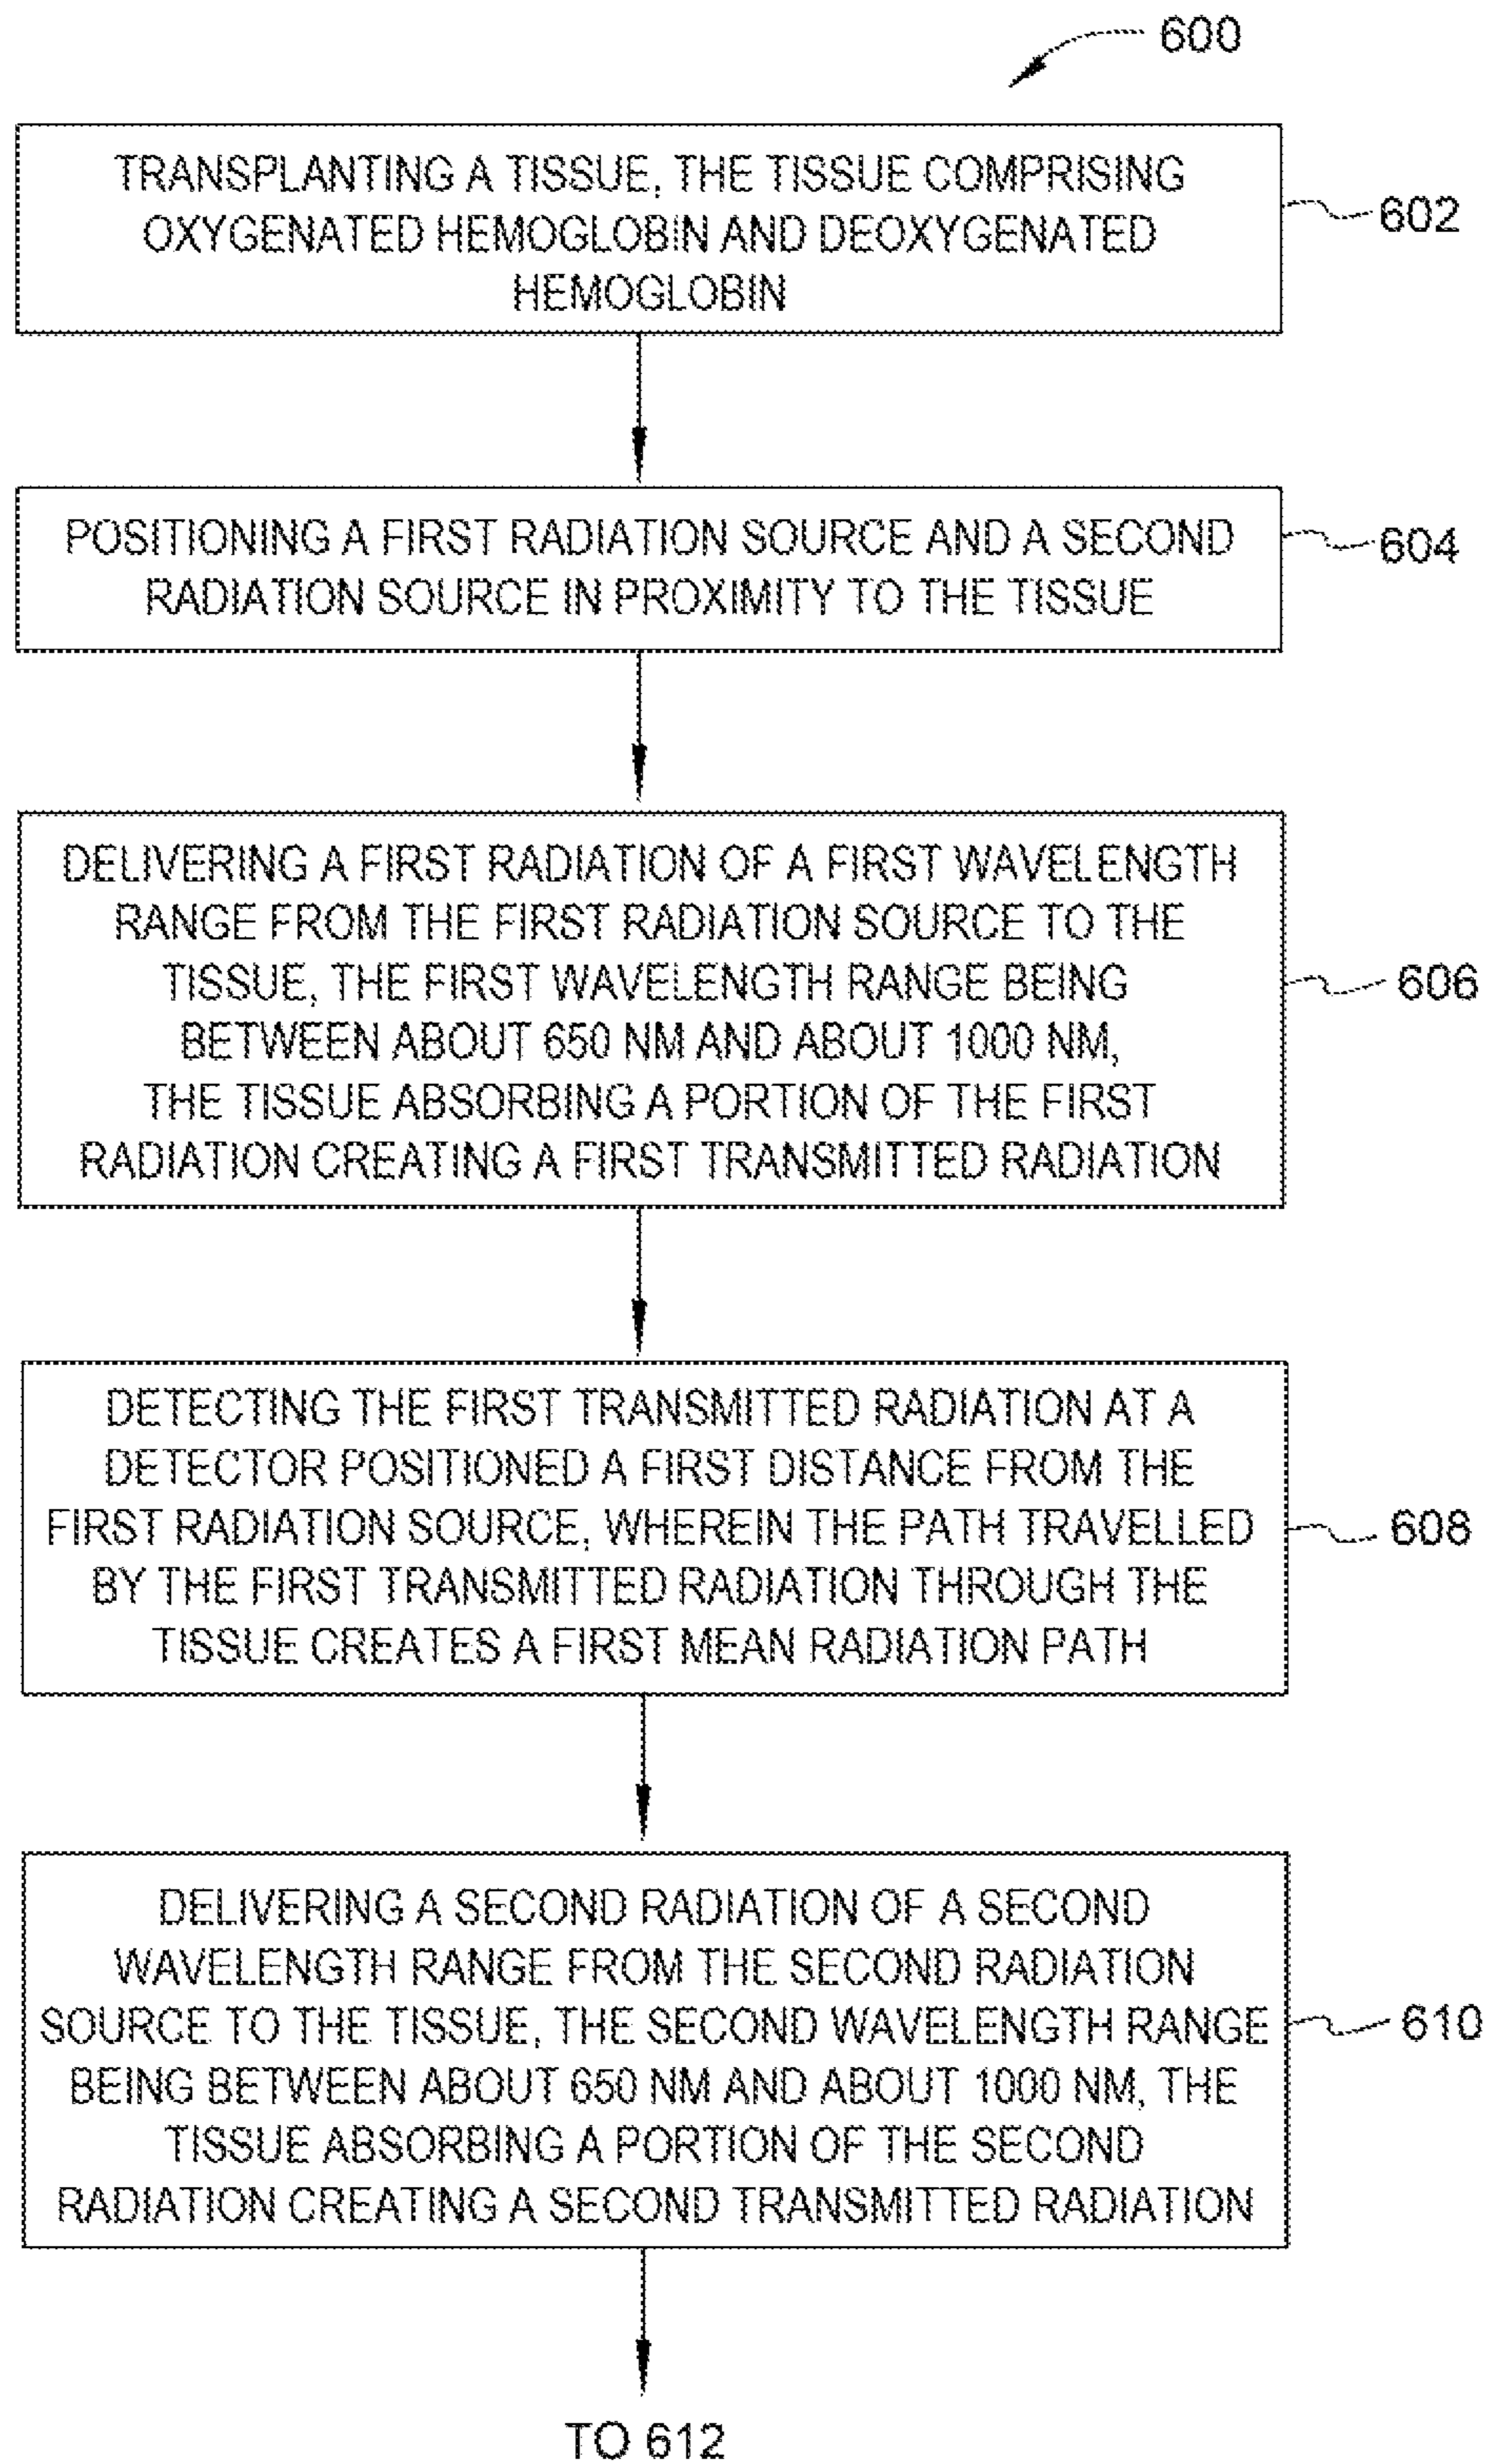 600
TRANSPLANTING A TISSUE, THE TISSUE COMPRISING
OXYGENATED HEMOGLOBIN AND DEOXYGENATED
HEMOGLOBIN
602
POSITIONING A FIRST RADIATION SOURCE AND A SECOND
RADIATION SOURCE IN PROXIMITY TO THE TISSUE
604
DELIVERING A FIRST RADIATION OF A FIRST WAVELENGTH
RANGE FROM THE FIRST RADIATION SOURCE TO THE
TISSUE, THE FIRST WAVELENGTH RANGE BEING
BETWEEN ABOUT 650 NM AND ABOUT 1000 NM,
THE TISSUE ABSORBING A PORTION OF THE FIRST
RADIATION CREATING A FIRST TRANSMITTED RADIATION
606
DETECTING THE FIRST TRANSMITTED RADIATION AT A
DETECTOR POSITIONED A FIRST DISTANCE FROM THE
FIRST RADIATION SOURCE, WHEREIN THE PATH TRAVELLED
BY THE FIRST TRANSMITTED RADIATION THROUGH THE
TISSUE CREATES A FIRST MEAN RADIATION PATH
608
DELIVERING A SECOND RADIATION OF A SECOND
WAVELENGTH RANGE FROM THE SECOND RADIATION
SOURCE TO THE TISSUE, THE SECOND WAVELENGTH RANGE
BEING BETWEEN ABOUT 650 NM AND ABOUT 1000 NM, THE
TISSUE ABSORBING A PORTION OF THE SECOND
RADIATION CREATING A SECOND TRANSMITTED RADIATION
610
TO 612